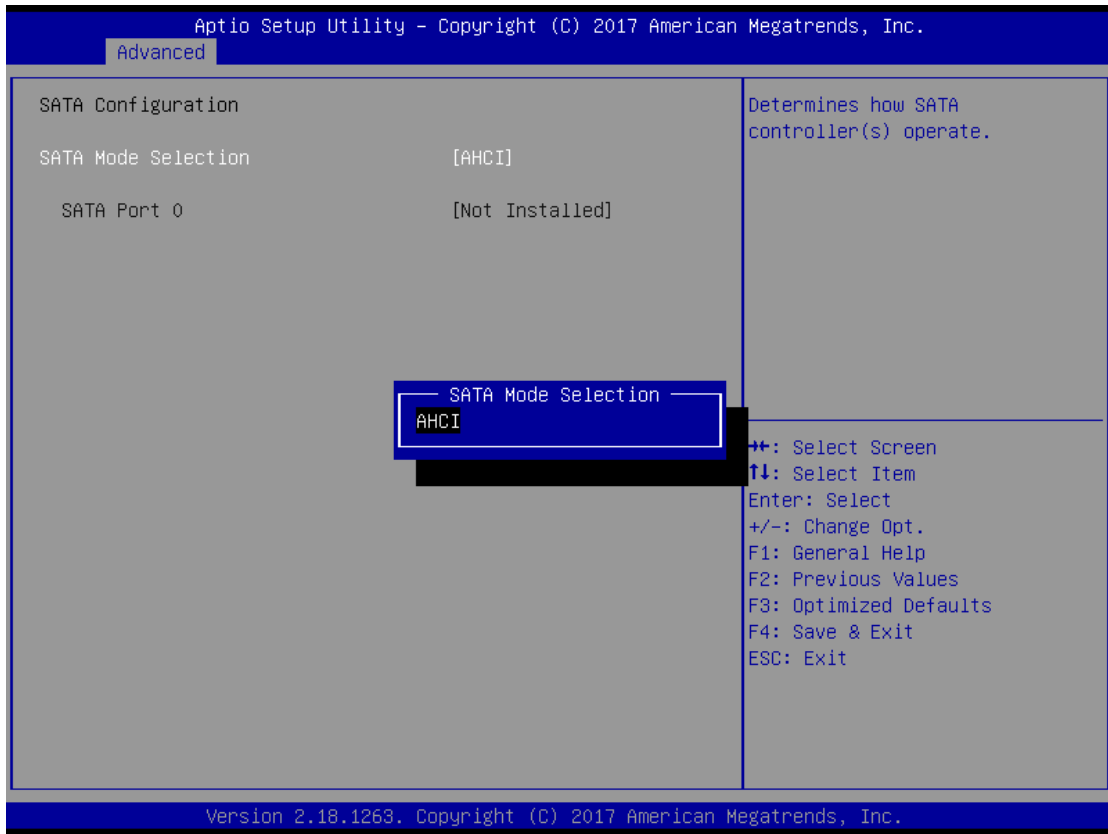 Aptio Setup Utility – Copyright (C) 2017 American Megatrends, Inc.
Advanced
SATA Configuration
SATA Mode Selection [AHCI]
SATA Port 0 [Not Installed]
Determines how SATA
controller(s) operate.
SATA Mode Selection
AHCI
→←: Select Screen
↑↓: Select Item
Enter: Select
+/-: Change Opt.
F1: General Help
F2: Previous Values
F3: Optimized Defaults
F4: Save & Exit
ESC: Exit
Version 2.18.1263. Copyright (C) 2017 American Megatrends, Inc.